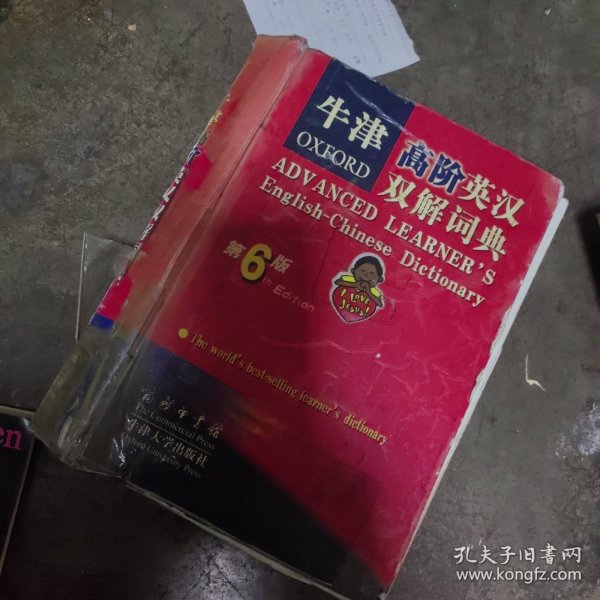 牛津
OXFORD
高阶英汉
双解词典
ADVANCED LEARNER'S
English-Chinese Dictionary
第6版
th Edition
I LOVE
JESUS!
The world's best-selling learner's dictionary
商务印书馆
The Commercial Press
牛津大学出版社
Oxford University Press
en
孔夫子旧书网
www.kongfz.com